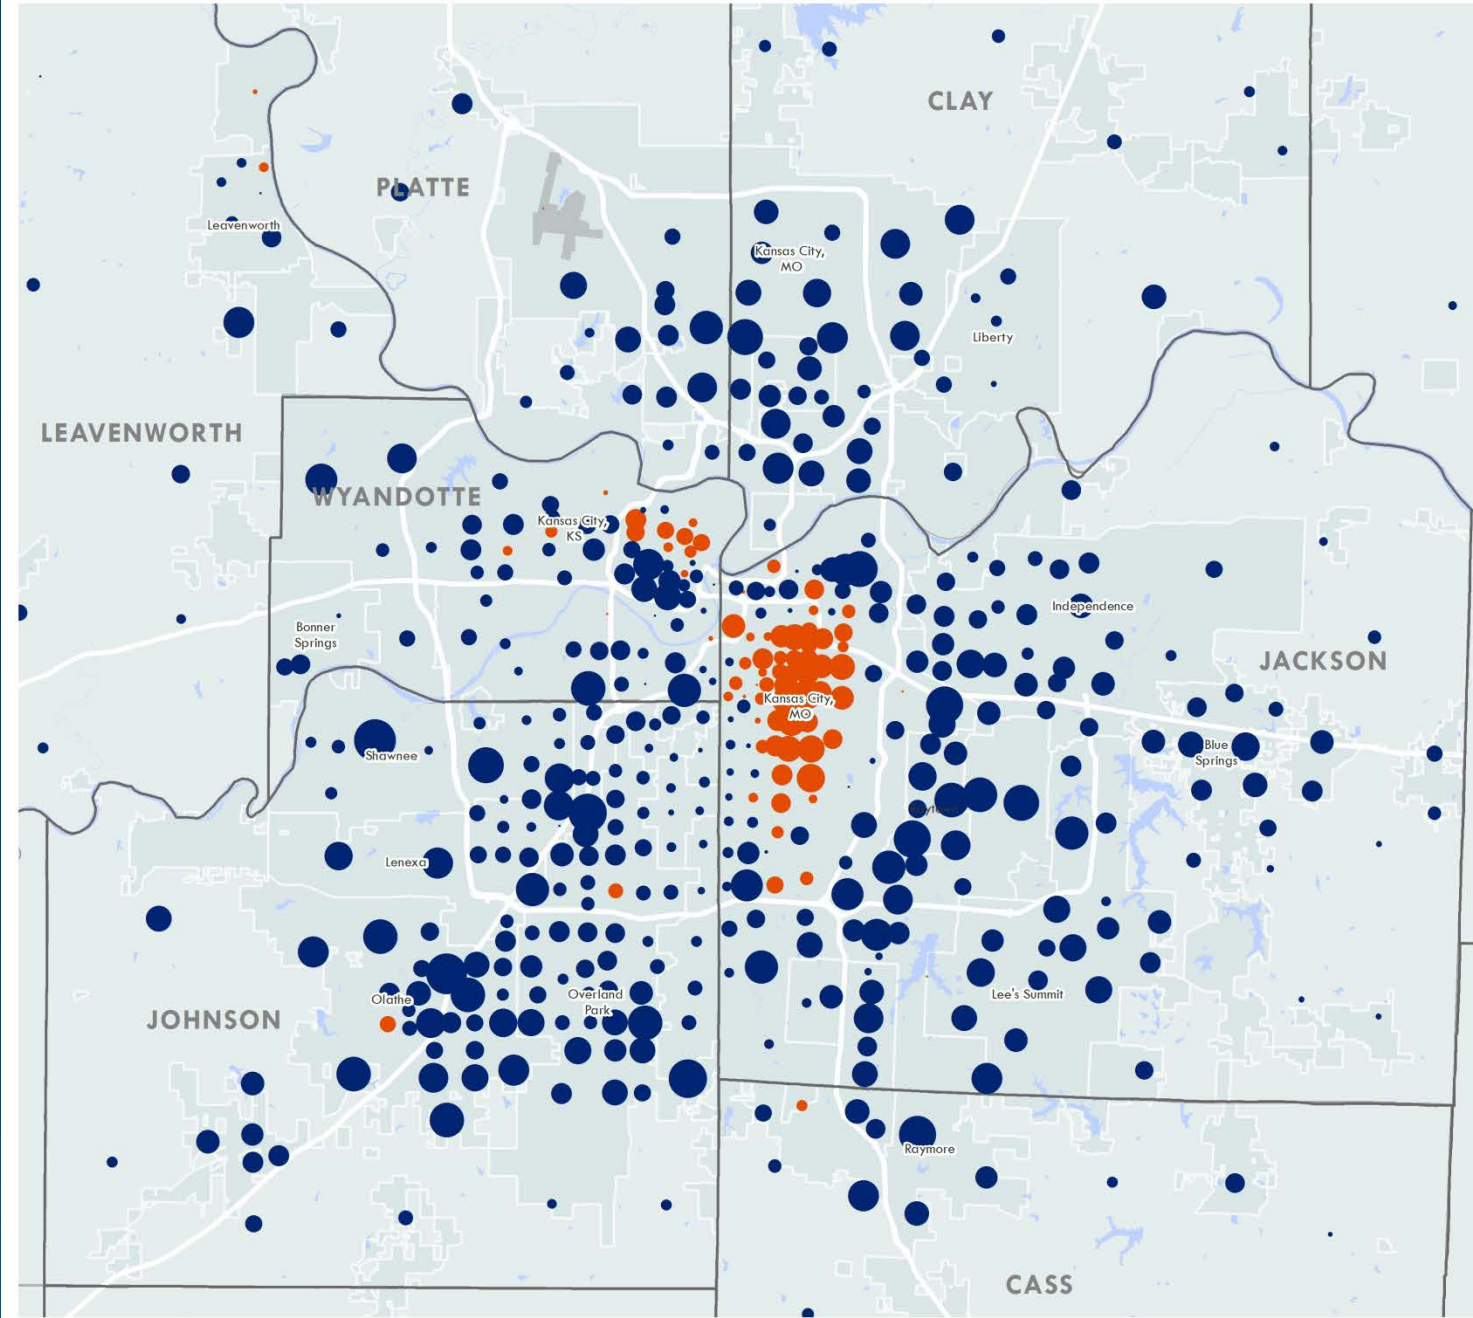 CLAY
PLATTE
Leavenworth
Kansas City,
MO
Liberty
LEAVENWORTH
WYANDOTTE
Kansas City,
KS
Independence
Bonner
Springs
JACKSON
Kansas City,
MO
Shawnee
Blue
Springs
Lenexa
Olathe
Overland
Park
Lee's Summit
JOHNSON
Raymore
CASS